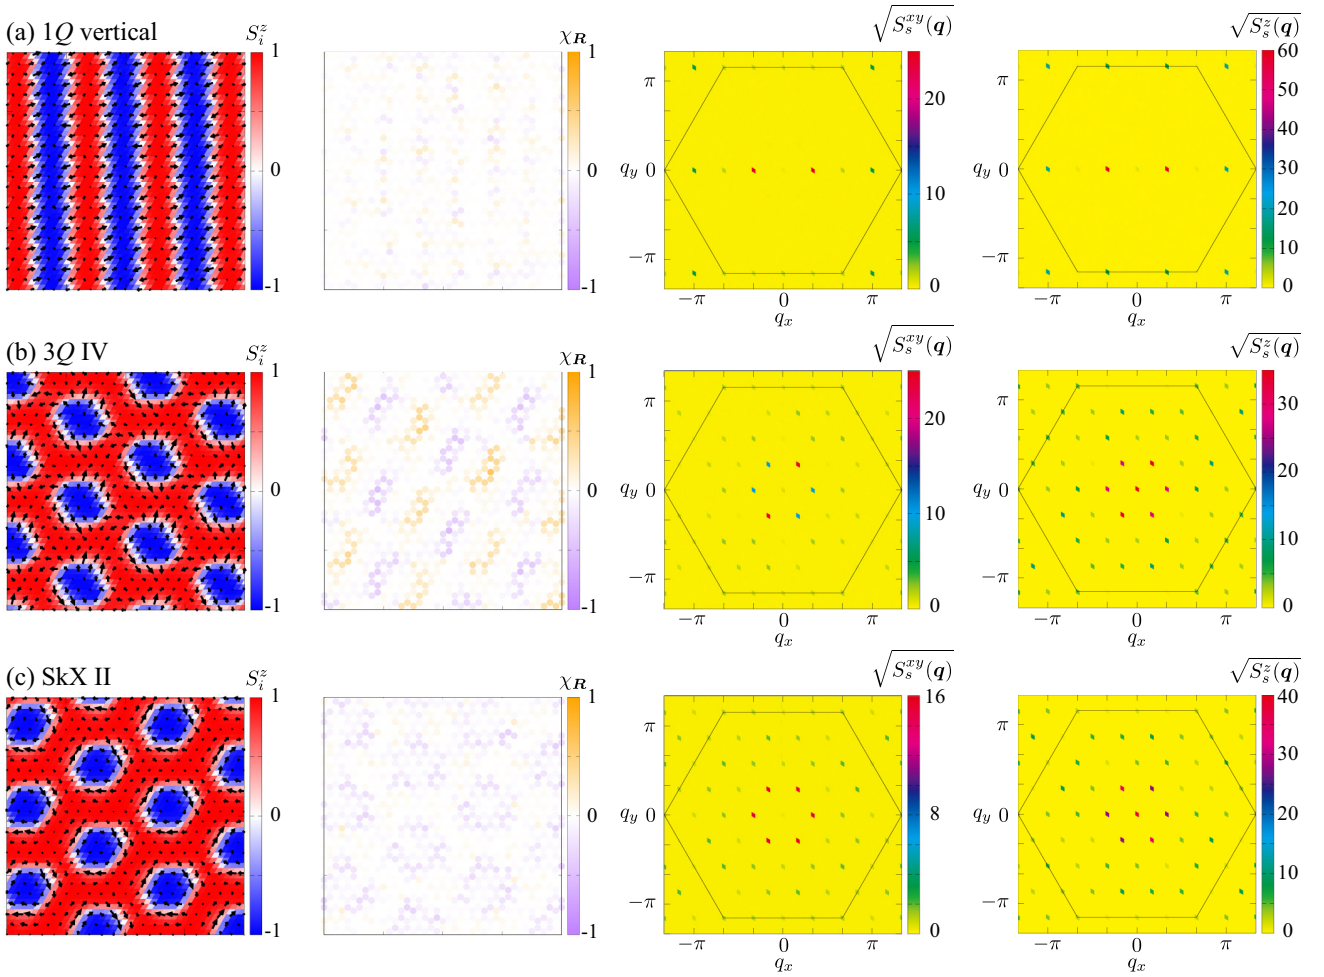 (a) 1Q vertical
S_i^z
1
0
-1
χ_R
1
0
-1
√S_s^{xy}(q)
20
10
0
π
q_y 0
−π
−π 0 π
q_x
√S_s^z(q)
60
50
40
30
20
10
0
π
q_y 0
−π
−π 0 π
q_x
(b) 3Q IV
S_i^z
1
0
-1
χ_R
1
0
-1
√S_s^{xy}(q)
20
10
0
π
q_y 0
−π
−π 0 π
q_x
√S_s^z(q)
30
20
10
0
π
q_y 0
−π
−π 0 π
q_x
(c) SkX II
S_i^z
1
0
-1
χ_R
1
0
-1
√S_s^{xy}(q)
16
8
0
π
q_y 0
−π
−π 0 π
q_x
√S_s^z(q)
40
30
20
10
0
π
q_y 0
−π
−π 0 π
q_x